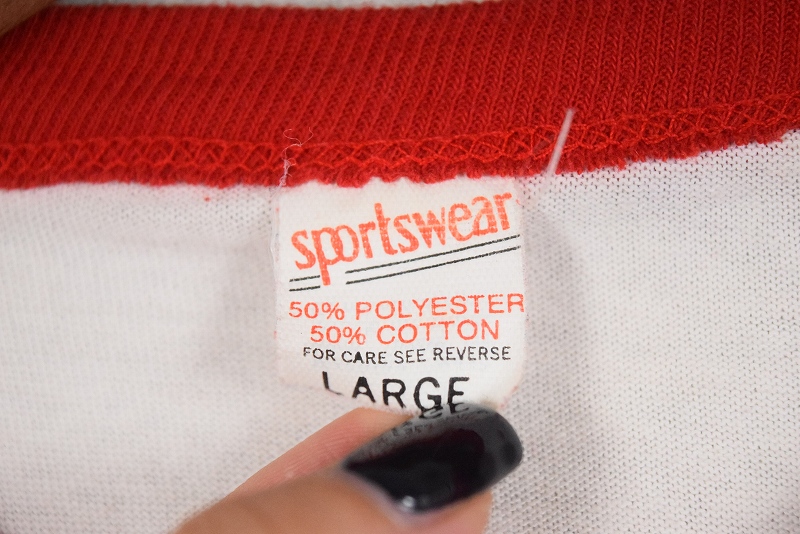 sportswear
50% POLYESTER
50% COTTON
FOR CARE SEE REVERSE
LARGE